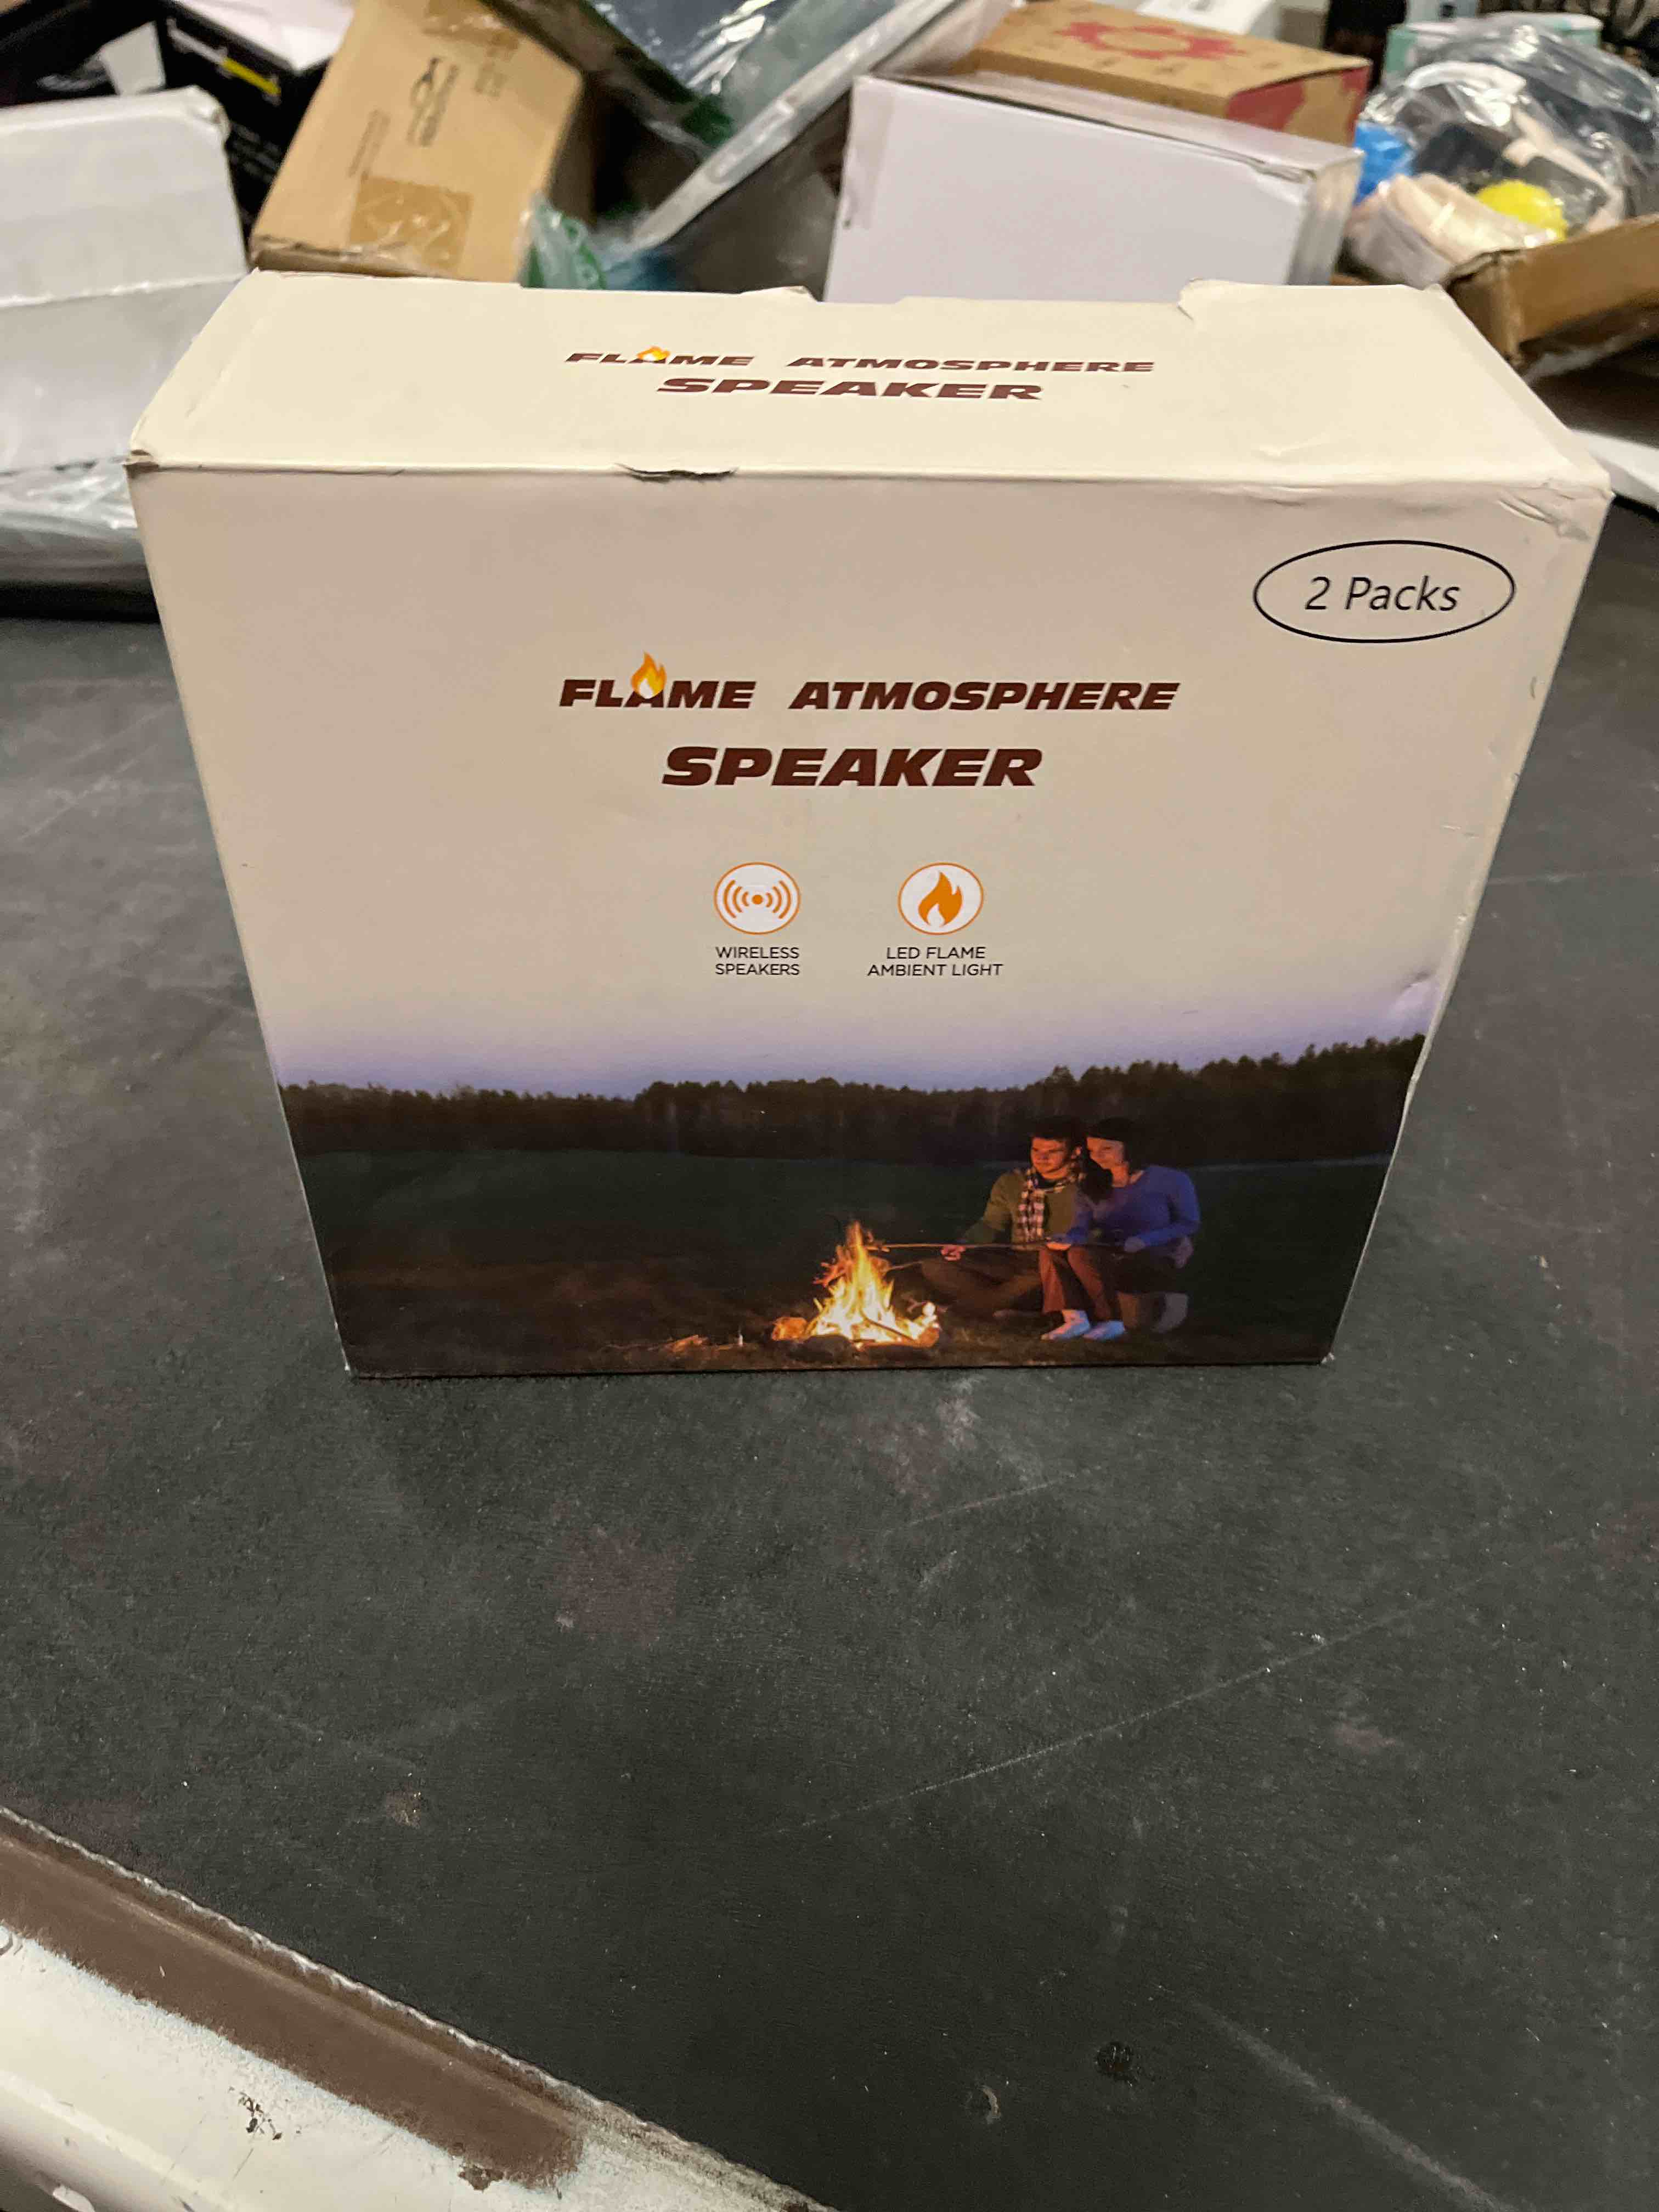 FLAME ATMOSPHERE
SPEAKER
2 Packs
FLAME ATMOSPHERE
SPEAKER
WIRELESS
SPEAKERS
LED FLAME
AMBIENT LIGHT